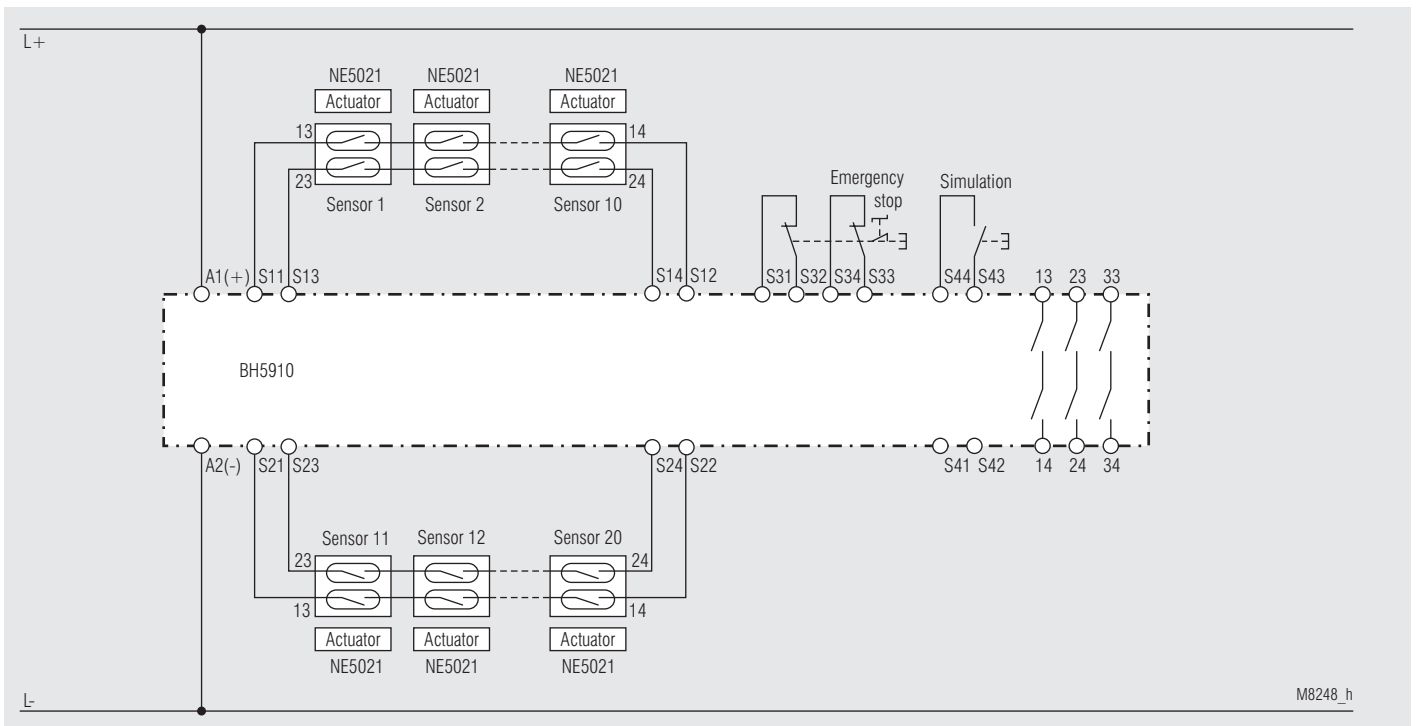 L+
NE5021 NE5021 NE5021
Actuator Actuator Actuator
13 14
23 24
Sensor 1 Sensor 2 Sensor 10
Emergency
stop
Simulation
A1(+) S11 S13 S14 S12 S31 S32 S34 S33 S44 S43 13 23 33
BH5910
A2(-) S21 S23 S24 S22 S41 S42 14 24 34
Sensor 11 Sensor 12 Sensor 20
23 24
13 14
Actuator Actuator Actuator
NE5021 NE5021 NE5021
L-
M8248_h